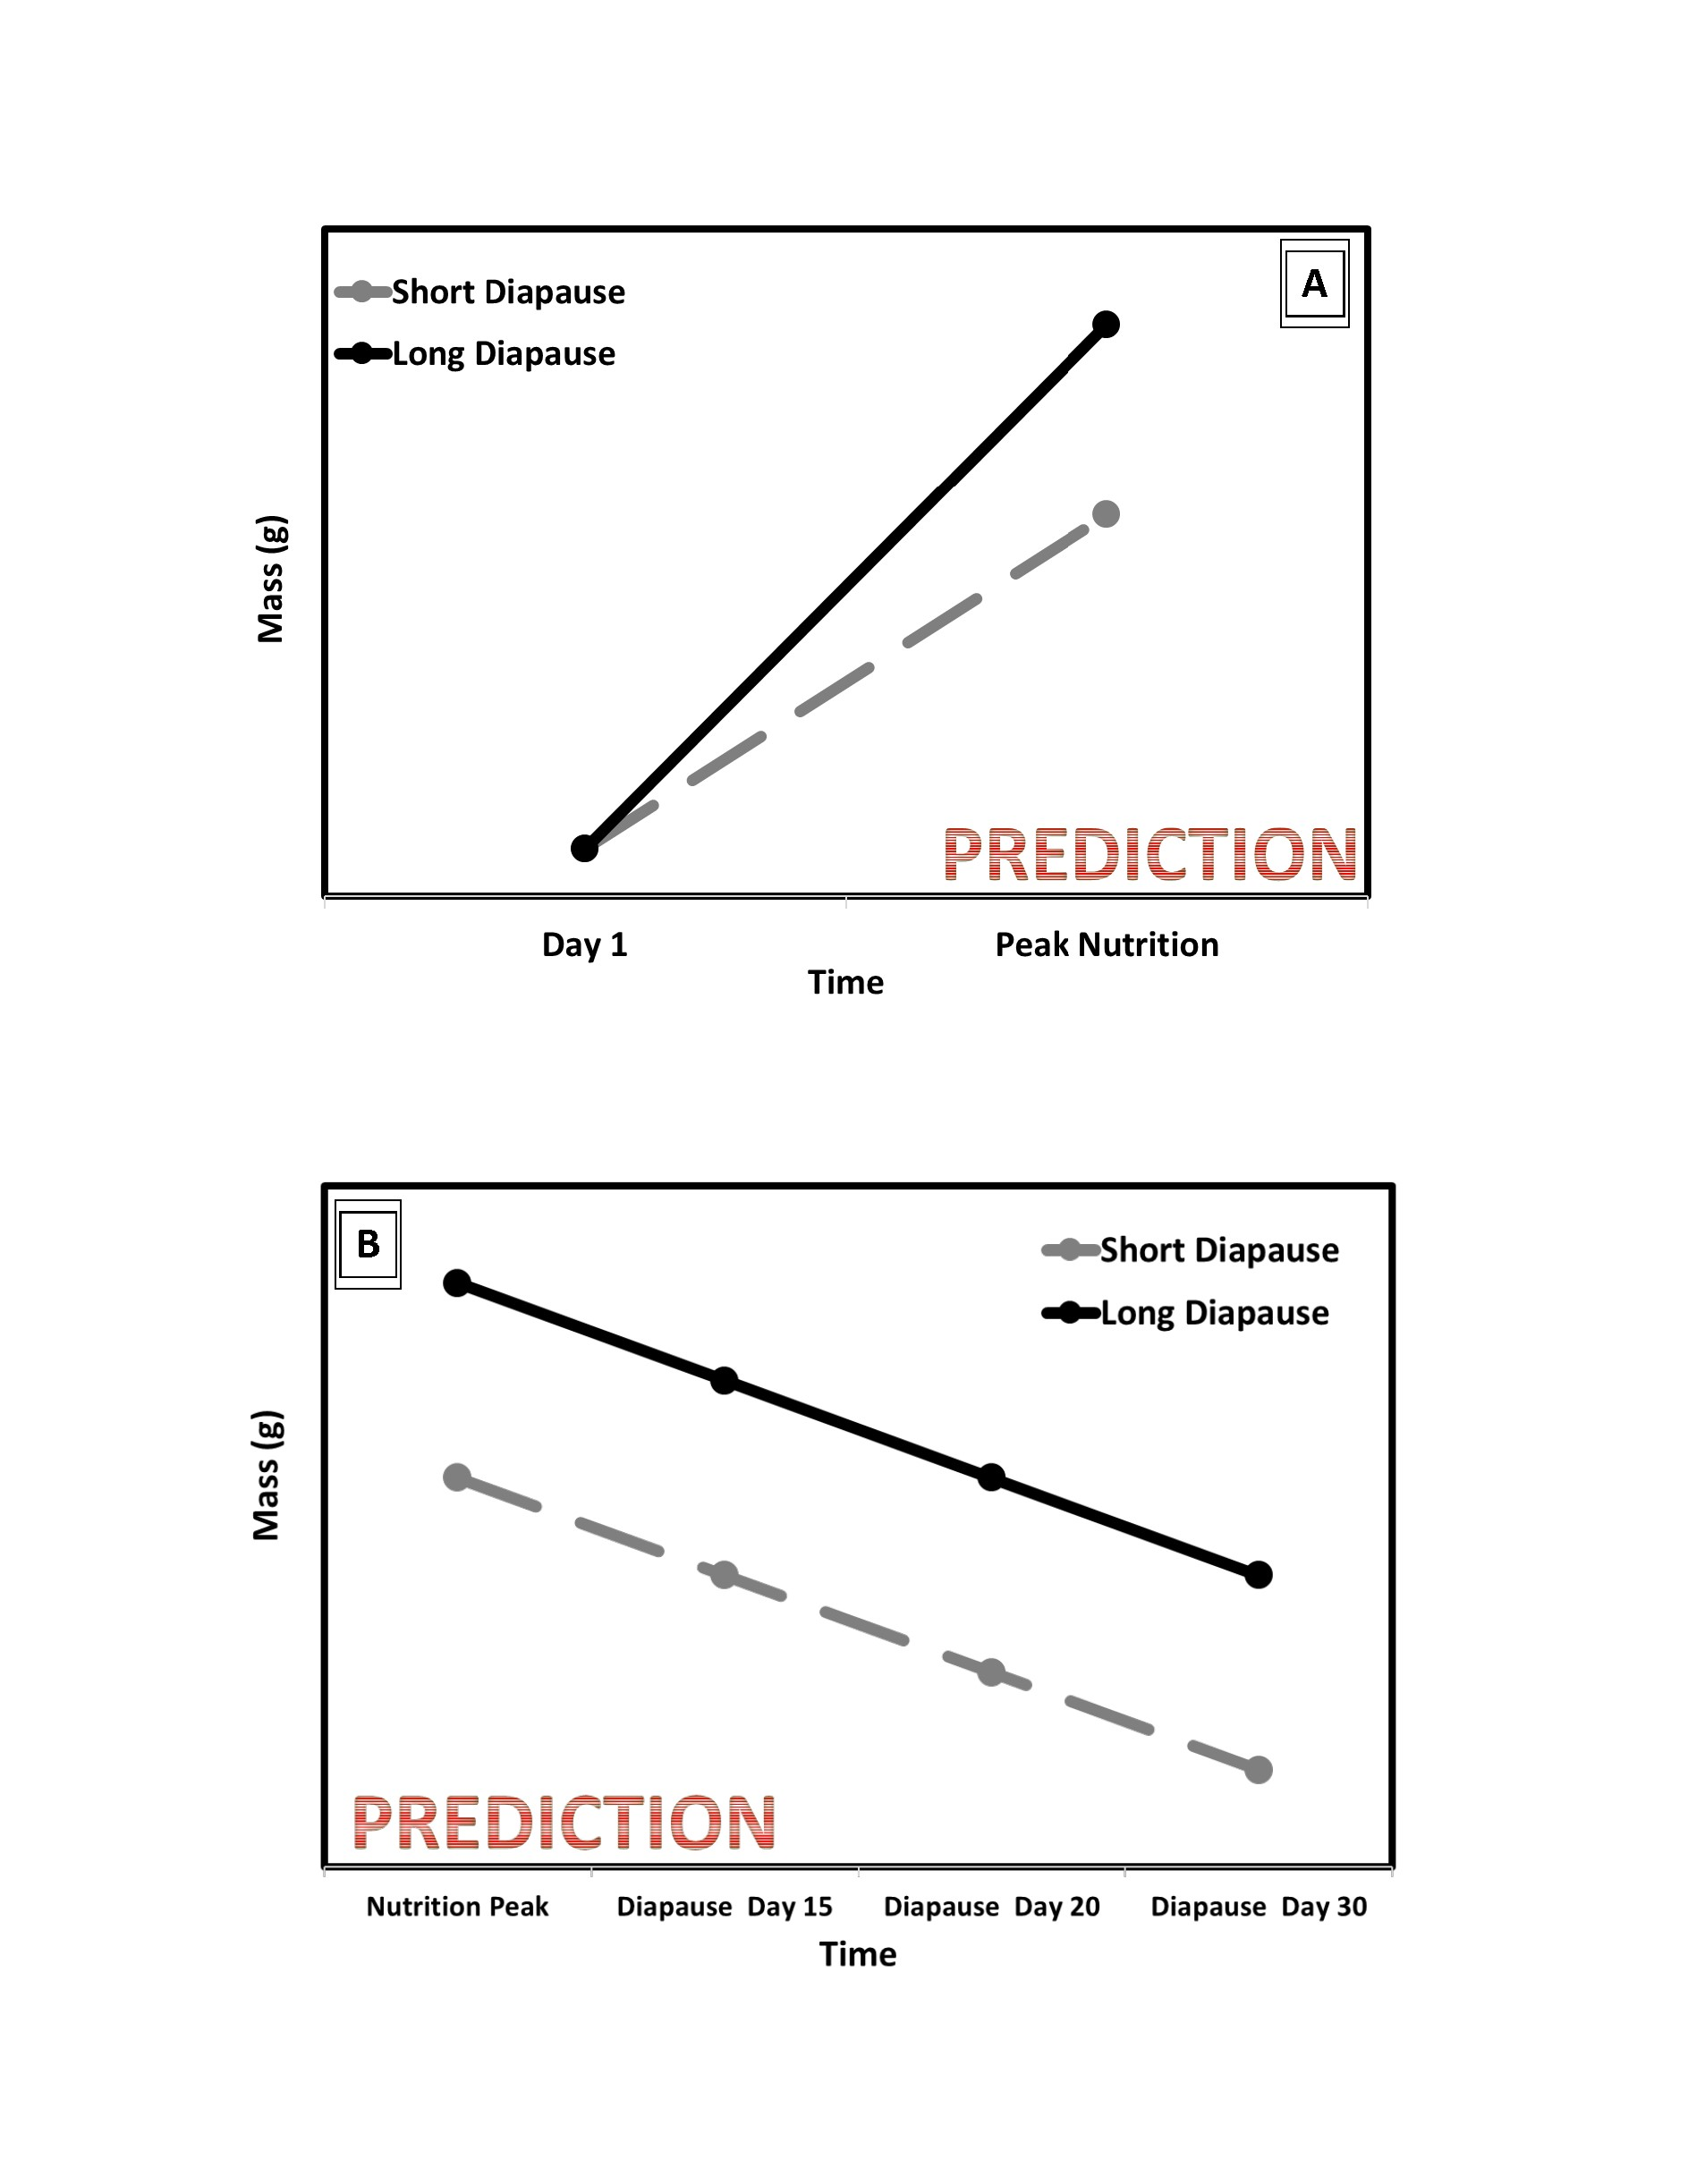 A
Short Diapause
Long Diapause
Mass (g)
PREDICTION
Day 1 Peak Nutrition
Time
B
Short Diapause
Long Diapause
Mass (g)
PREDICTION
Nutrition Peak Diapause Day 15 Diapause Day 20 Diapause Day 30
Time